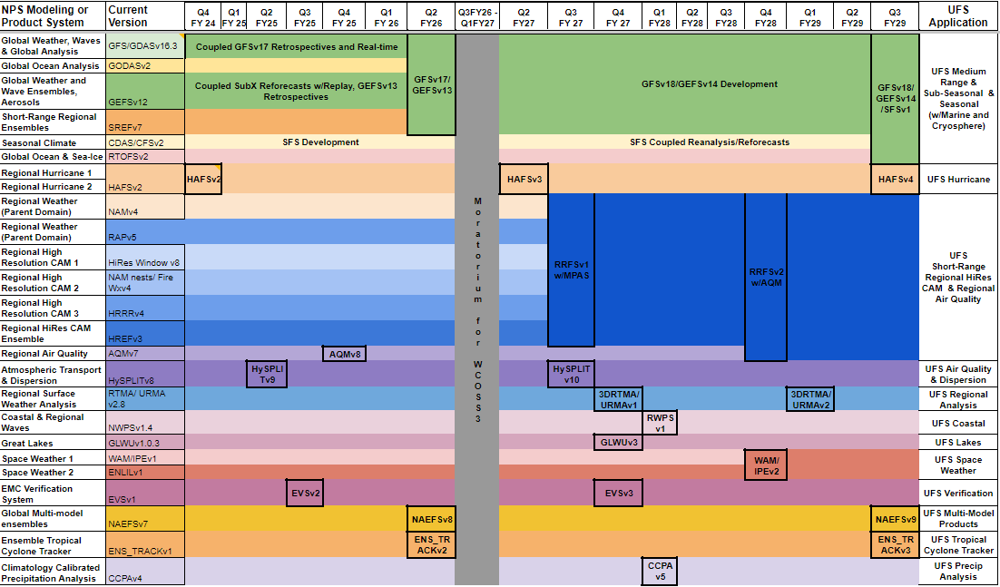 NPS Modeling or
Product System
Current
Version
Q4
FY 24
Q1
FY 25
Q2
FY25
Q3
FY25
Q4
FY 25
Q1
FY 26
Q2
FY26
Q3FY26 -
Q1FY27
Q2
FY27
Q3
FY 27
Q4
FY 27
Q1
FY28
Q2
FY28
Q3
FY28
Q4
FY 28
Q1
FY 29
Q2
FY29
Q3
FY 29
UFS
Application
Global Weather, Waves
& Global Analysis
GFS/GDASv16.3
Coupled GFSv17 Retrospectives and Real-time
Global Ocean Analysis
GODASv2
Global Weather and
Wave Ensembles,
Aerosols
GEFSv12
Coupled SubX Reforecasts w/Replay, GEFSv13
Retrospectives
GFSv17/
GEFSv13
GFSv18/GEFSv14 Development
GFSv18/
GEFSv14
/SFSv1
UFS Medium
Range &
Sub-Seasonal &
Seasonal
(w/Marine and
Cryosphere)
Short-Range Regional
Ensembles
SREFv7
Seasonal Climate
CDAS/CFSv2
SFS Development
SFS Coupled Reanalysis/Reforecasts
Global Ocean & Sea-Ice
RTOFSv2
Regional Hurricane 1
Regional Hurricane 2
HAFSv2
HAFSv2
HAFSv3
HAFSv4
UFS Hurricane
Moratorium for WCOSS3
Regional Weather
(Parent Domain)
NAMv4
Regional Weather
(Parent Domain)
RAPv5
Regional High
Resolution CAM 1
HiRes Window v8
Regional High
Resolution CAM 2
NAM nests/ Fire
Wxv4
Regional High
Resolution CAM 3
HRRRv4
Regional HiRes CAM
Ensemble
HREFv3
RRFSv1
w/MPAS
RRFSv2
w/AQM
UFS
Short-Range
Regional HiRes
CAM & Regional
Air Quality
Regional Air Quality
AQMv7
AQMv8
Atmospheric Transport
& Dispersion
HySPLITv8
HySPLI
Tv9
HySPLIT
v10
UFS Air Quality
& Dispersion
Regional Surface
Weather Analysis
RTMA/ URMA
v2.8
3DRTMA/
URMAv1
3DRTMA/
URMAv2
UFS Regional
Analysis
Coastal & Regional
Waves
NWPSv1.4
RWPS
v1
UFS Coastal
Great Lakes
GLWUv1.0.3
GLWUv3
UFS Lakes
Space Weather 1
WAM/IPEv1
Space Weather 2
ENLILv1
WAM/
IPEv2
UFS Space
Weather
EMC Verification
System
EVSv1
EVSv2
EVSv3
UFS Verification
Global Multi-model
ensembles
NAEFSv7
NAEFSv8
NAEFSv9
UFS Multi-Model
Products
Ensemble Tropical
Cyclone Tracker
ENS_TRACKv1
ENS_TR
ACKv2
ENS_TR
ACKv3
UFS Tropical
Cyclone Tracker
Climatology Calibrated
Precipitation Analysis
CCPAv4
CCPA
v5
UFS Precip
Analysis